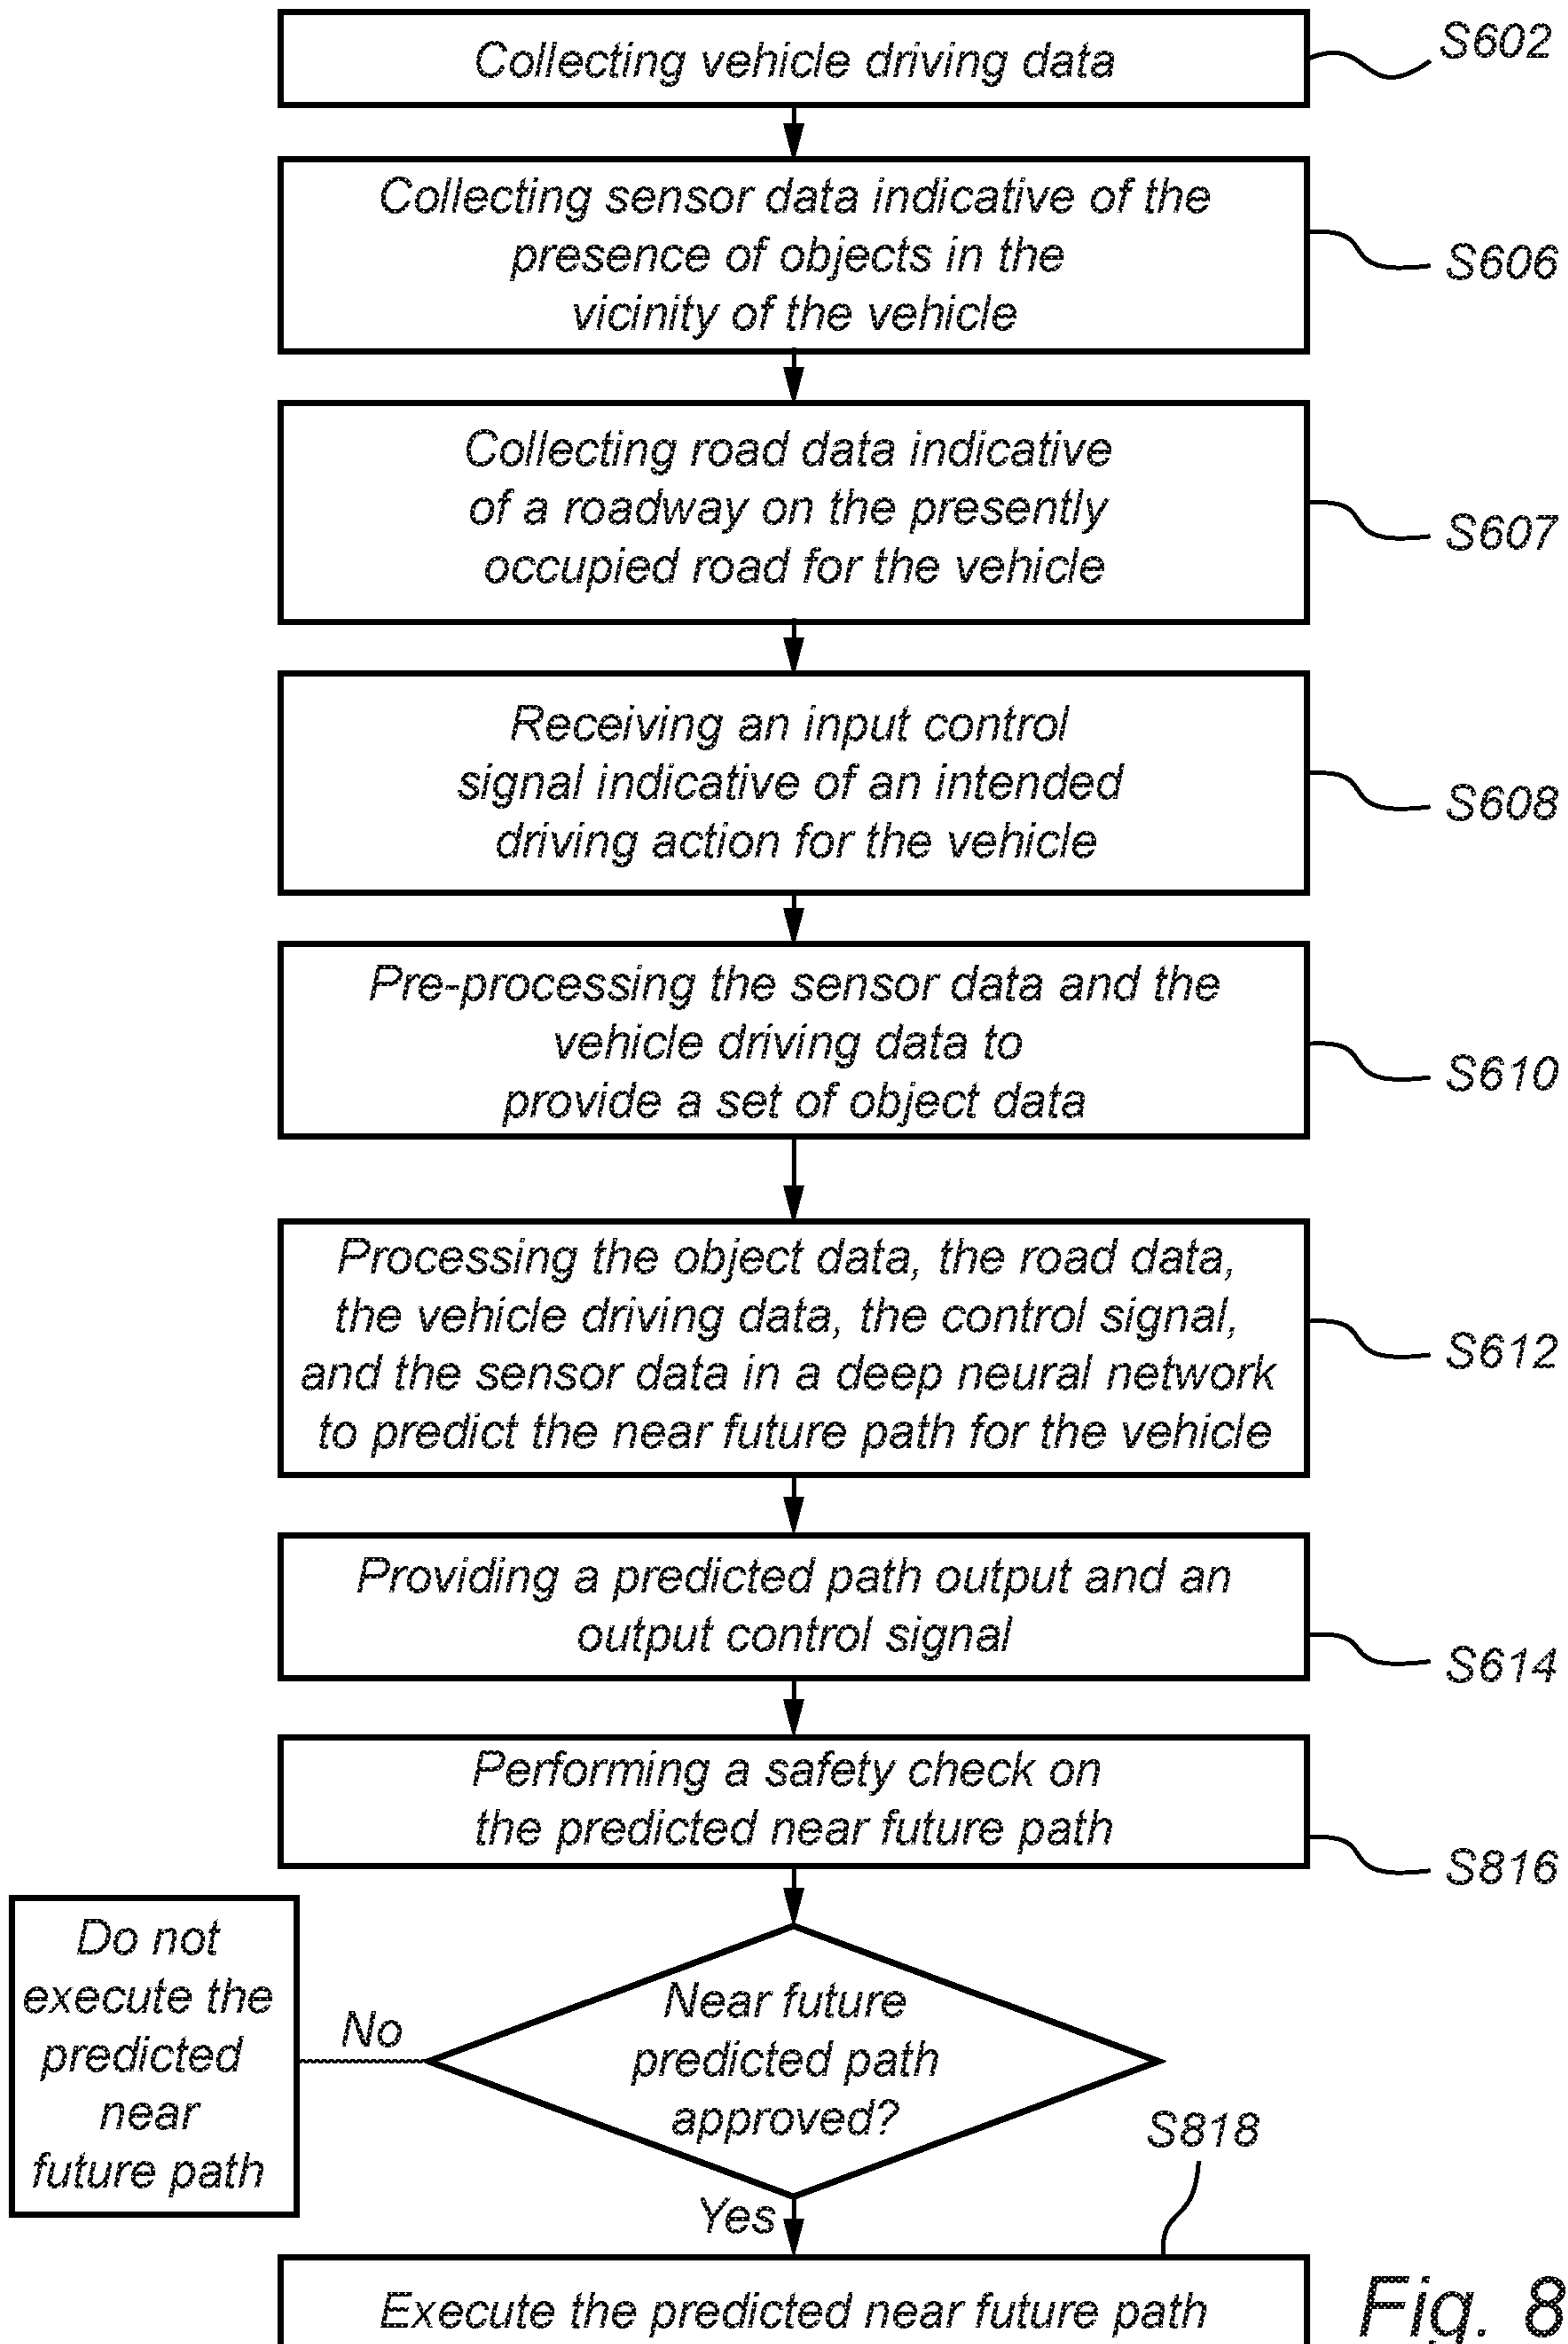 Collecting vehicle driving data
S602
Collecting sensor data indicative of the
presence of objects in the
vicinity of the vehicle
S606
Collecting road data indicative
of a roadway on the presently
occupied road for the vehicle
S607
Receiving an input control
signal indicative of an intended
driving action for the vehicle
S608
Pre-processing the sensor data and the
vehicle driving data to
provide a set of object data
S610
Processing the object data, the road data,
the vehicle driving data, the control signal,
and the sensor data in a deep neural network
to predict the near future path for the vehicle
S612
Providing a predicted path output and an
output control signal
S614
Performing a safety check on
the predicted near future path
S816
Do not
execute the
predicted
near
future path
No
Near future
predicted path
approved?
S818
Yes
Execute the predicted near future path
Fig. 8